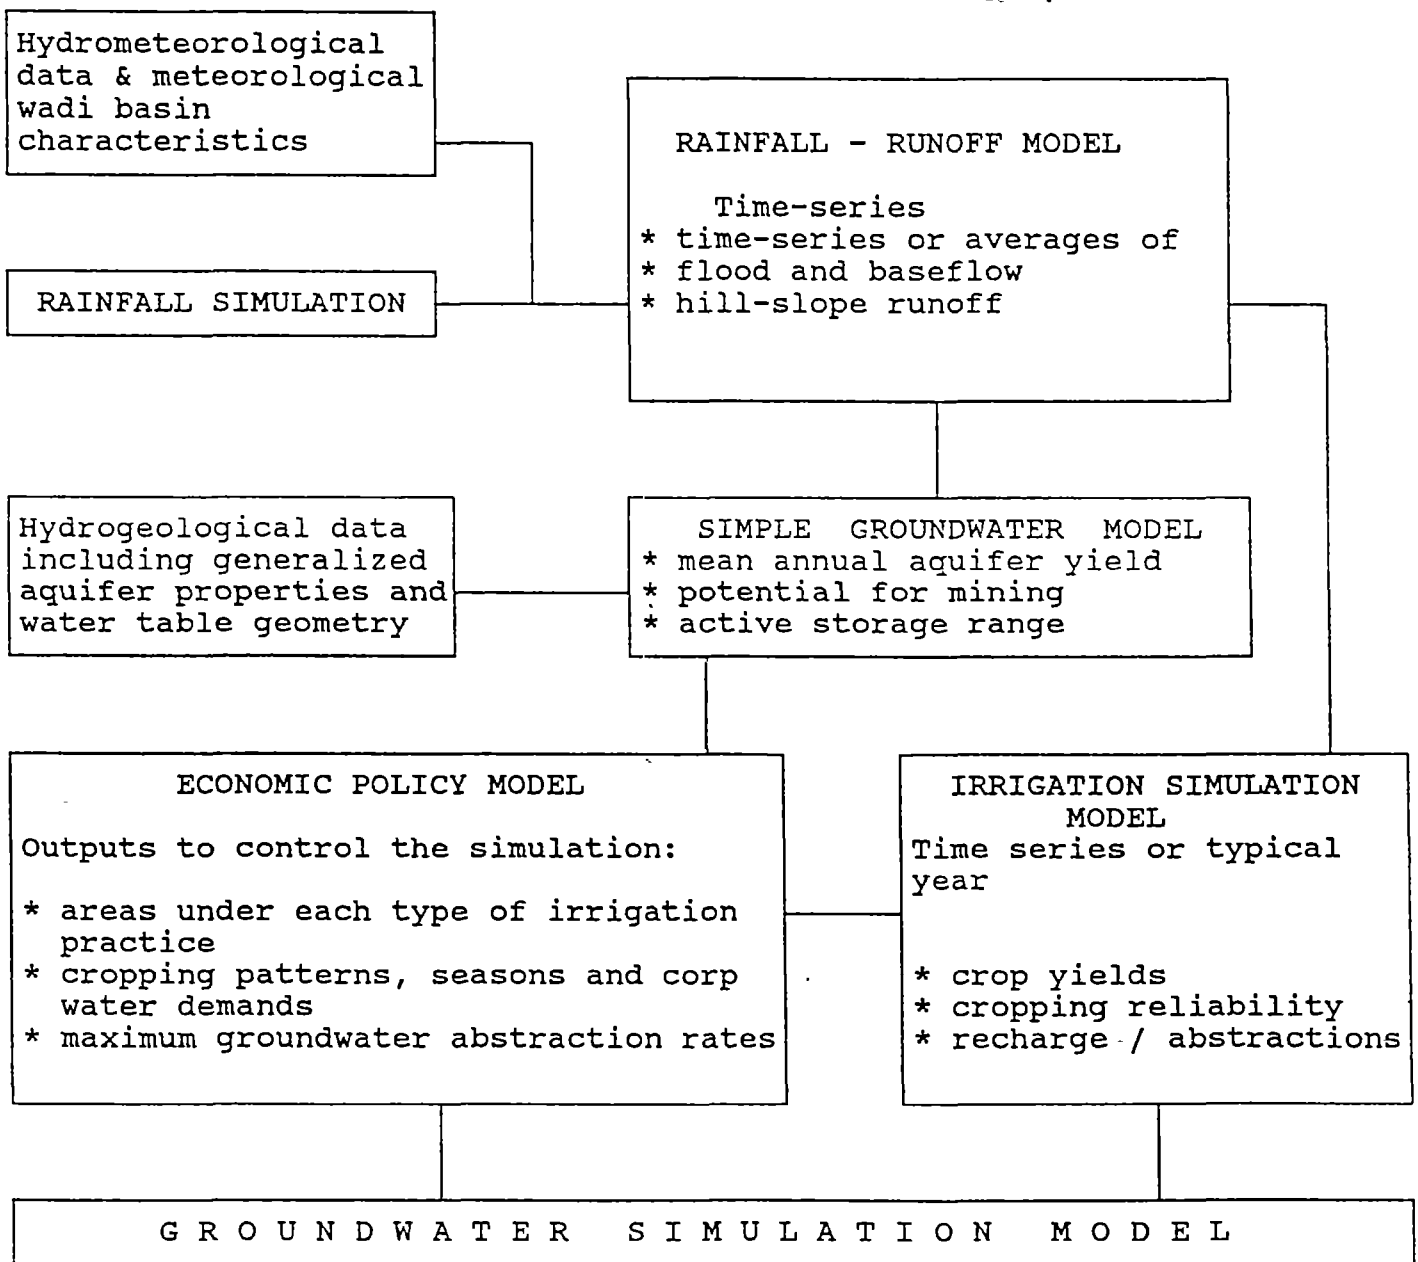 Hydrometeorological
data & meteorological
wadi basin
characteristics
RAINFALL - RUNOFF MODEL
Time-series
* time-series or averages of
* flood and baseflow
* hill-slope runoff
RAINFALL SIMULATION
Hydrogeological data
including generalized
aquifer properties and
water table geometry
SIMPLE GROUNDWATER MODEL
* mean annual aquifer yield
* potential for mining
* active storage range
ECONOMIC POLICY MODEL
Outputs to control the simulation:
* areas under each type of irrigation
practice
* cropping patterns, seasons and corp
water demands
* maximum groundwater abstraction rates
IRRIGATION SIMULATION
MODEL
Time series or typical
year
* crop yields
* cropping reliability
* recharge / abstractions
G R O U N D W A T E R S I M U L A T I O N M O D E L